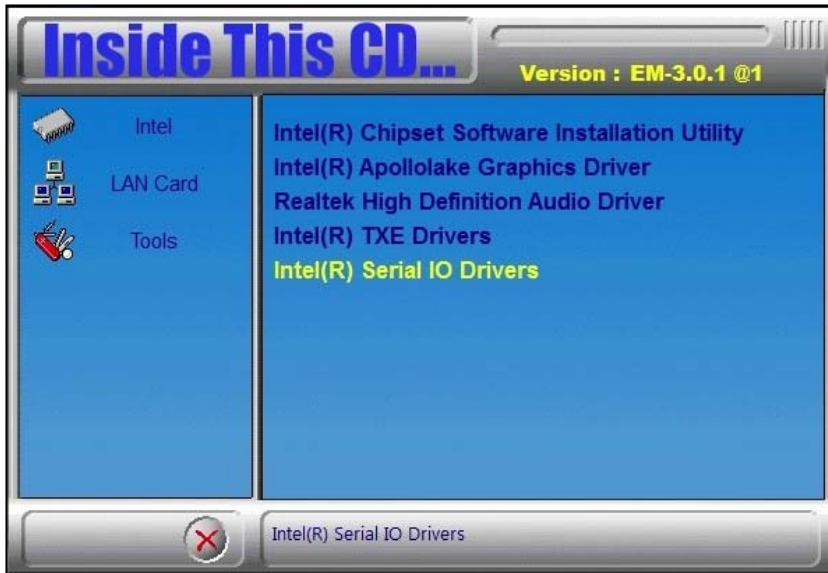 Inside This CD...
Version : EM-3.0.1 @1
Intel
LAN Card
Tools
Intel(R) Chipset Software Installation Utility
Intel(R) Apollolake Graphics Driver
Realtek High Definition Audio Driver
Intel(R) TXE Drivers
Intel(R) Serial IO Drivers
Intel(R) Serial IO Drivers